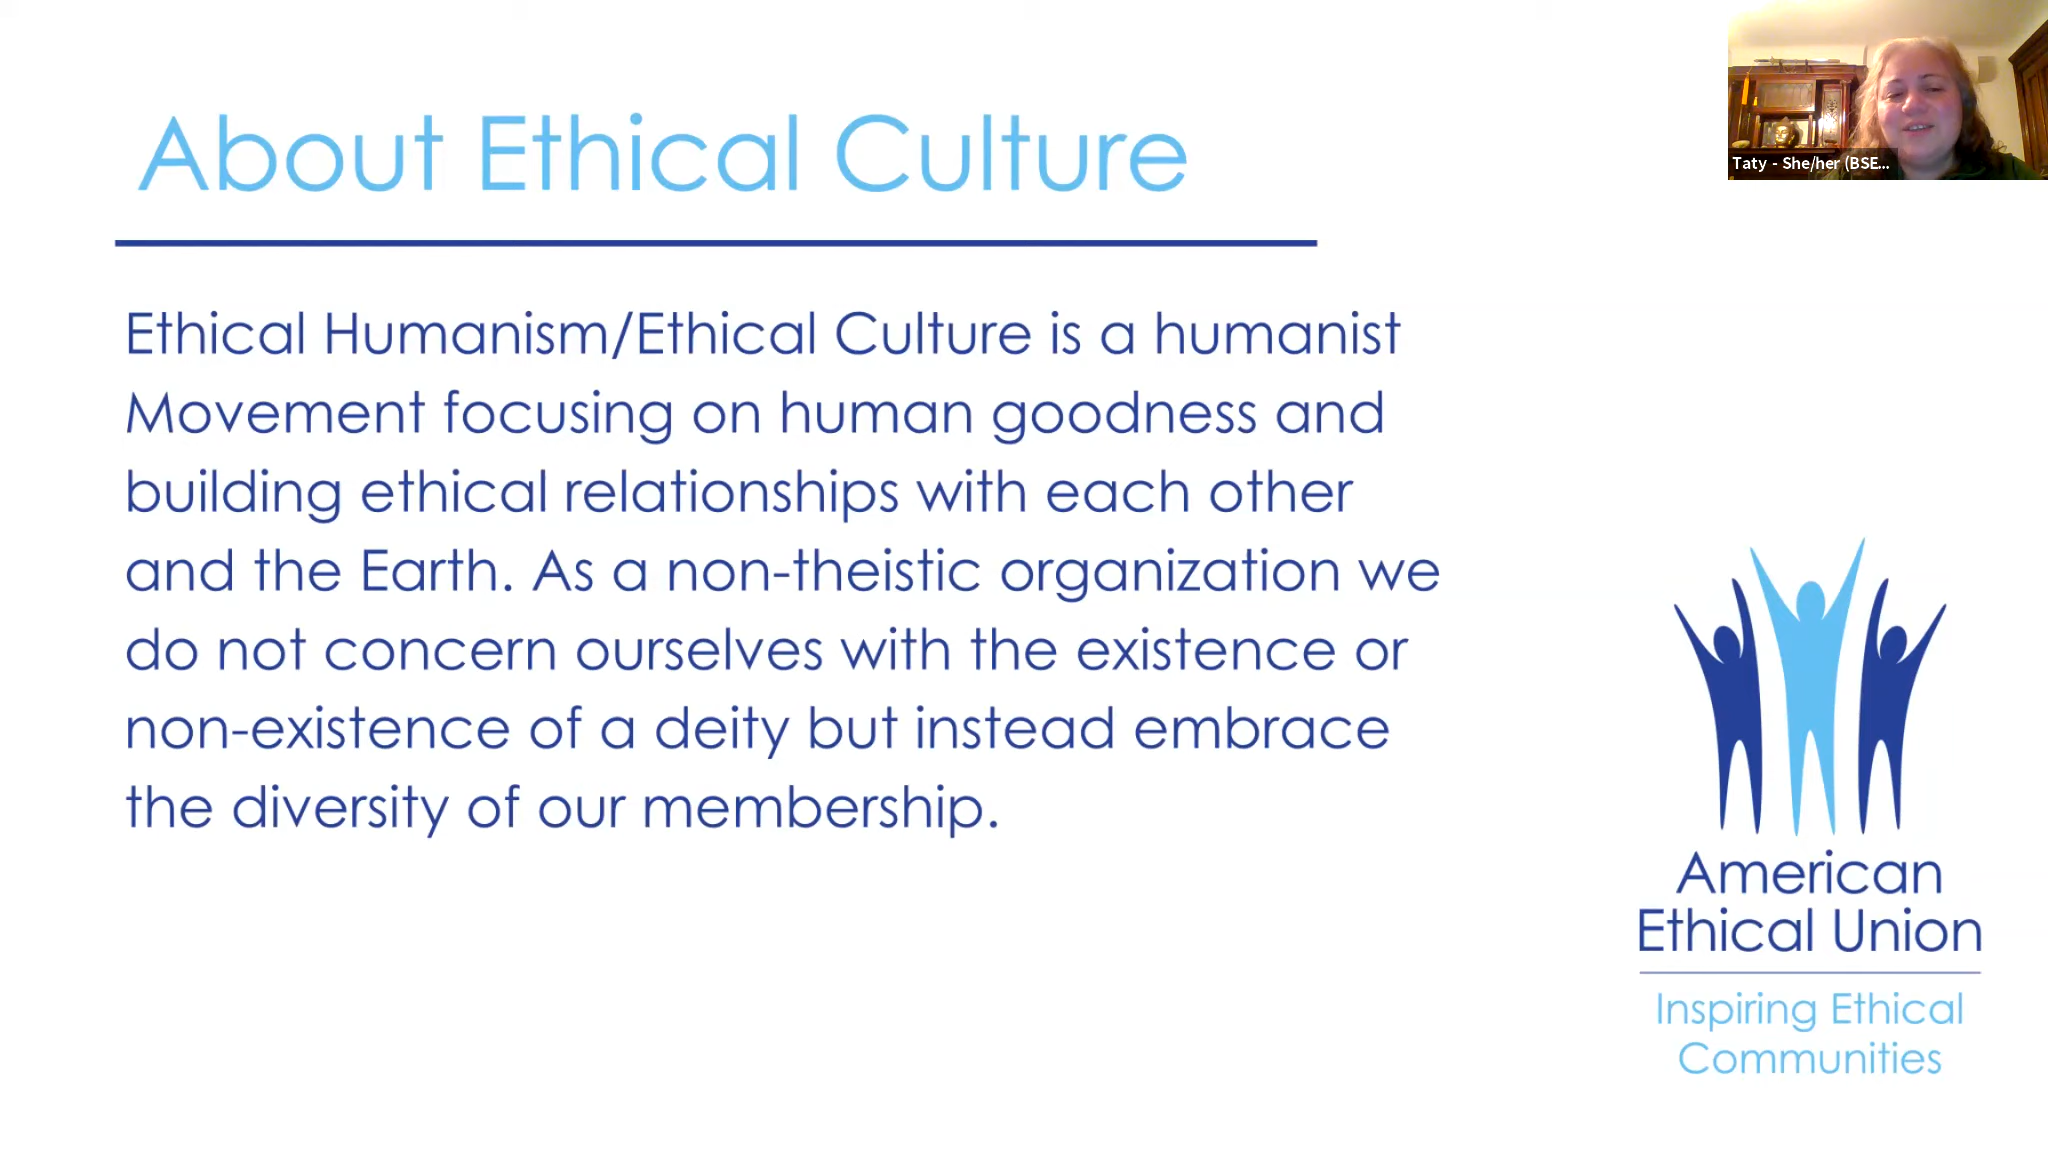 About Ethical Culture
Taty - She/her (BSE...
Ethical Humanism/Ethical Culture is a humanist
Movement focusing on human goodness and
building ethical relationships with each other
and the Earth. As a non-theistic organization we
do not concern ourselves with the existence or
non-existence of a deity but instead embrace
the diversity of our membership.
American
Ethical Union
Inspiring Ethical
Communities